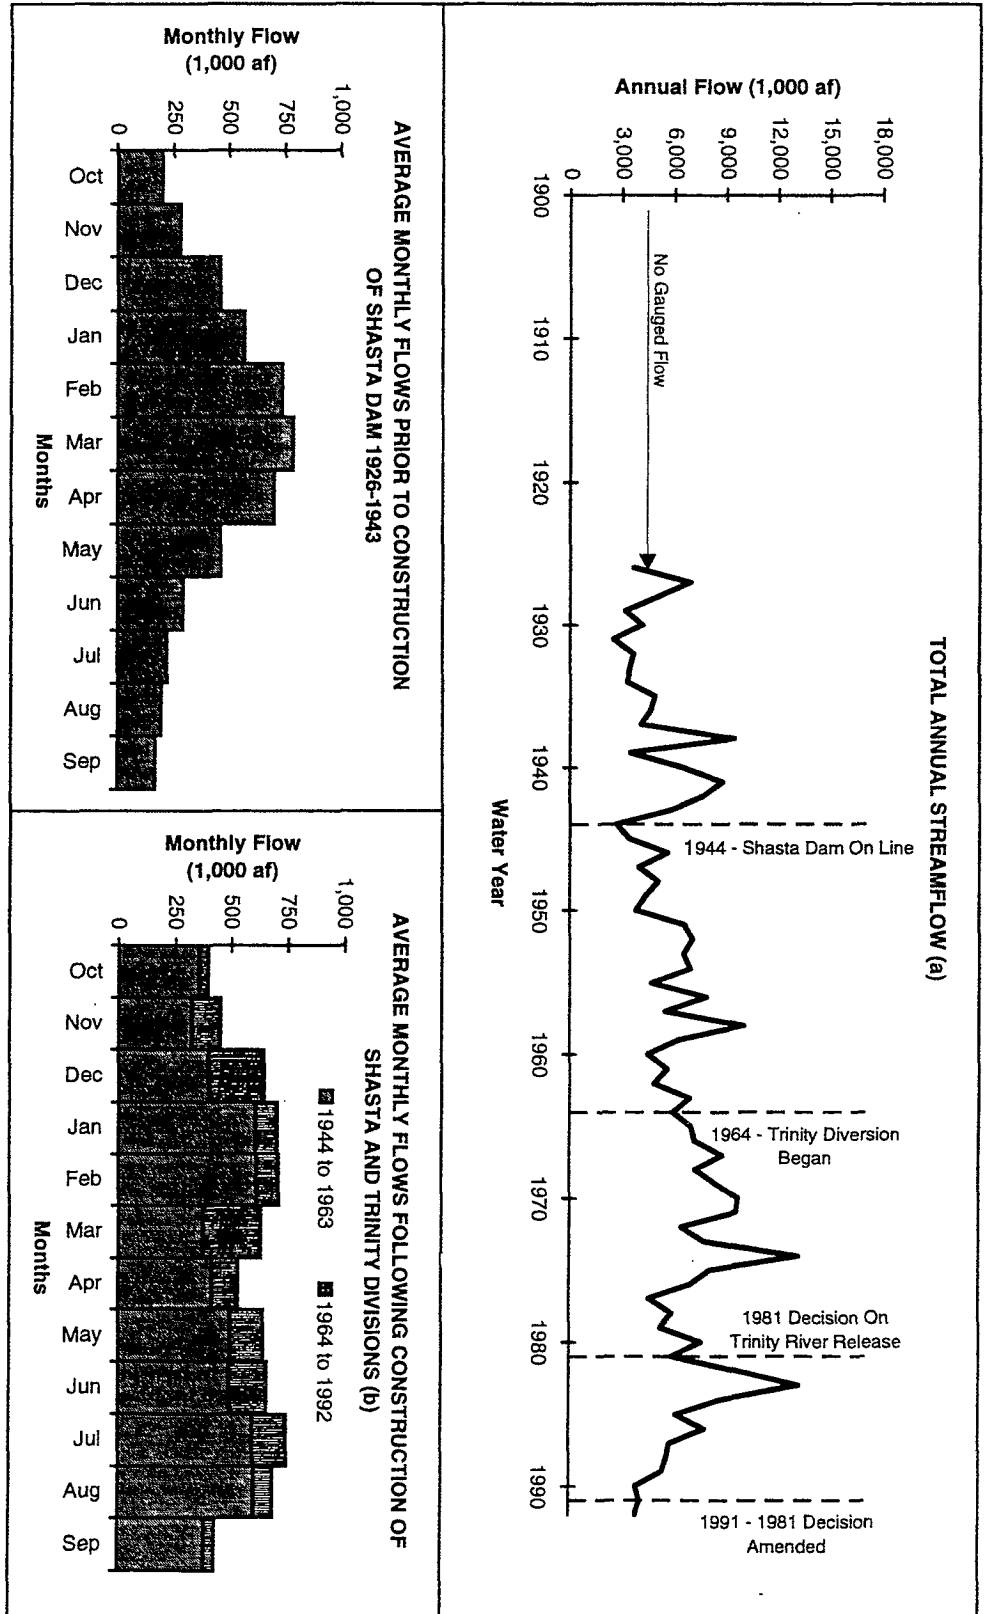 TOTAL ANNUAL STREAMFLOW (a)
Annual Flow (1,000 af)
18,000
15,000
12,000
9,000
6,000
3,000
0
No Gauged Flow
1944 - Shasta Dam On Line
1964 - Trinity Diversion
Began
1981 Decision On
Trinity River Release
1991 - 1981 Decision
Amended
1900
1910
1920
1930
1940
1950
1960
1970
1980
1990
Water Year
AVERAGE MONTHLY FLOWS PRIOR TO CONSTRUCTION
OF SHASTA DAM 1926-1943
Monthly Flow
(1,000 af)
1,000
750
500
250
0
Oct
Nov
Dec
Jan
Feb
Mar
Apr
May
Jun
Jul
Aug
Sep
Months
AVERAGE MONTHLY FLOWS FOLLOWING CONSTRUCTION OF
SHASTA AND TRINITY DIVISIONS (b)
Monthly Flow
(1,000 af)
1944 to 1963
1964 to 1992
1,000
750
500
250
0
Oct
Nov
Dec
Jan
Feb
Mar
Apr
May
Jun
Jul
Aug
Sep
Months